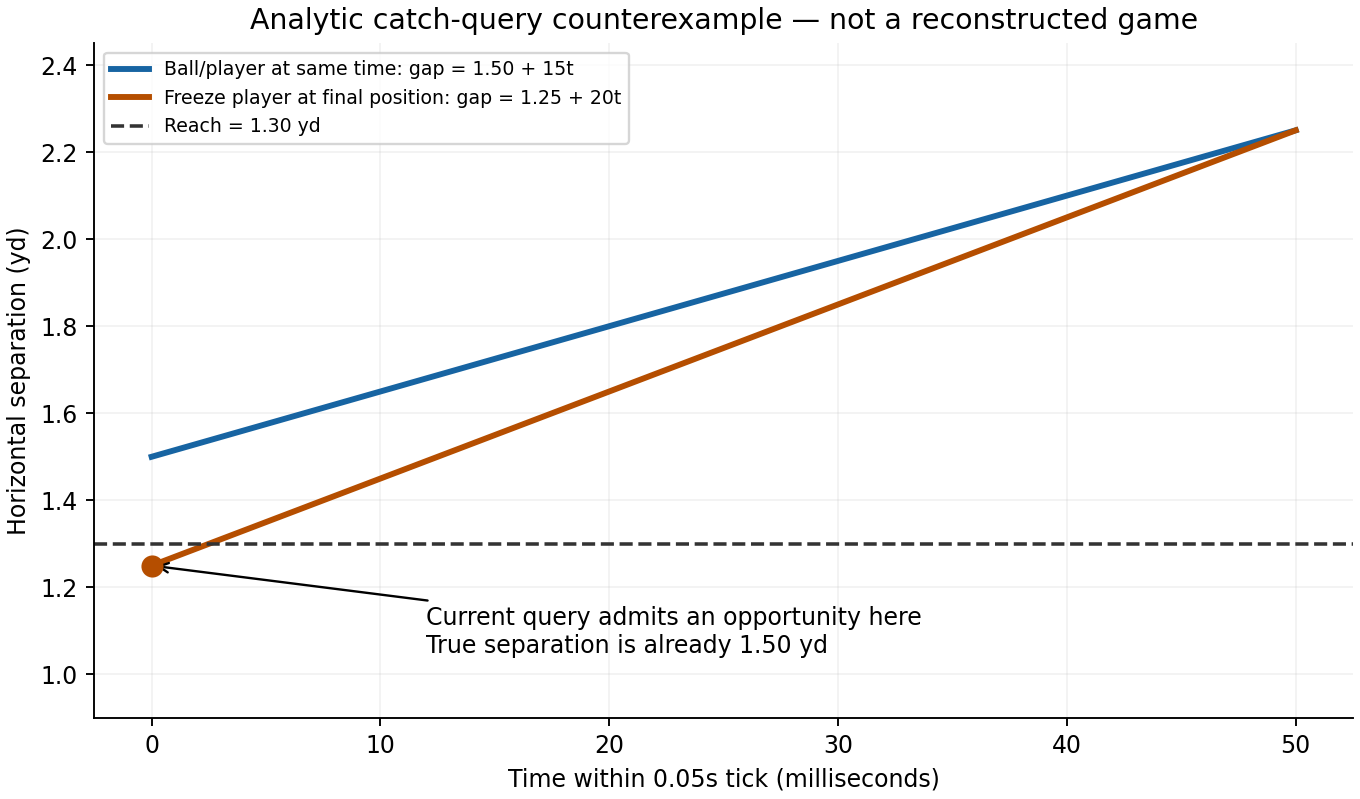 Analytic catch-query counterexample — not a reconstructed game
Ball/player at same time: gap = 1.50 + 15t
Freeze player at final position: gap = 1.25 + 20t
Reach = 1.30 yd
2.4
2.2
2.0
1.8
1.6
1.4
1.2
1.0
Horizontal separation (yd)
Current query admits an opportunity here
True separation is already 1.50 yd
0 10 20 30 40 50
Time within 0.05s tick (milliseconds)